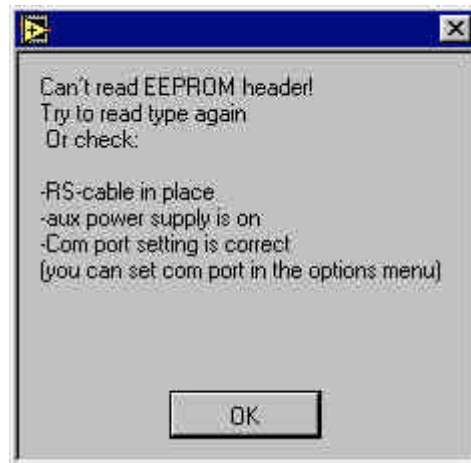 Can't read EEPROM header!
Try to read type again
Or check:
-RS-cable in place
-aux power supply is on
-Com port setting is correct
(you can set com port in the options menu)
OK